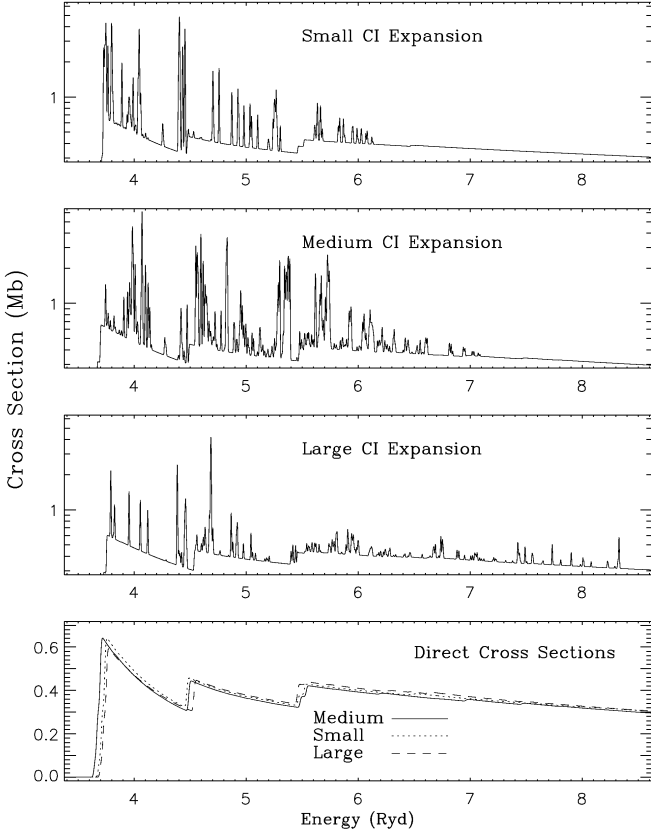 Small CI Expansion
1
4 5 6 7 8
Medium CI Expansion
1
4 5 6 7 8
Cross Section (Mb)
Large CI Expansion
1
4 5 6 7 8
Direct Cross Sections
0.6
0.4
0.2
0.0
Medium
Small
Large
4 5 6 7 8
Energy (Ryd)